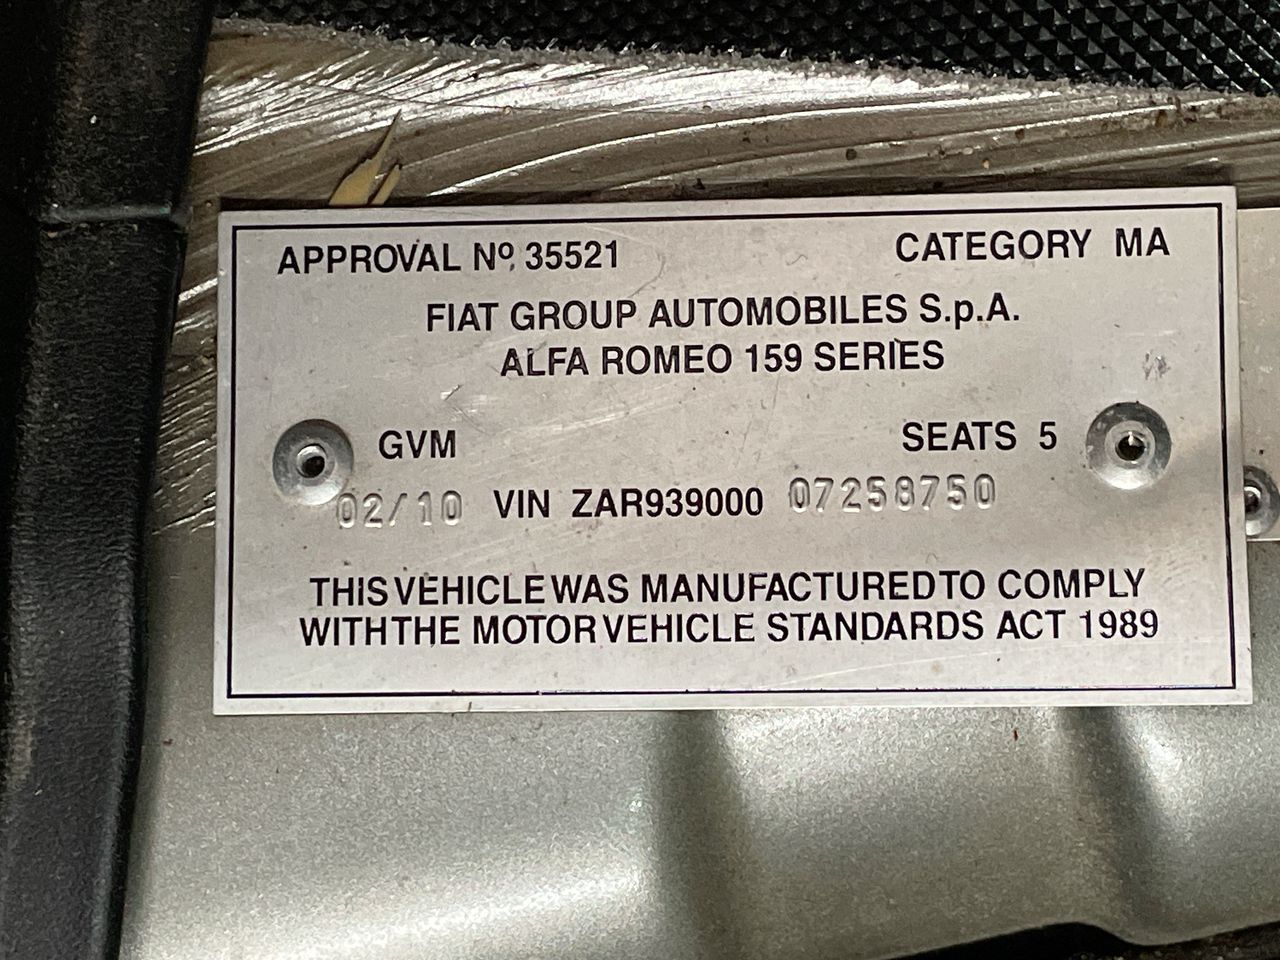 APPROVAL Nº 35521 CATEGORY MA
FIAT GROUP AUTOMOBILES S.p.A.
ALFA ROMEO 159 SERIES
GVM SEATS 5
02/10 VIN ZAR939000 07258750
THIS VEHICLE WAS MANUFACTURED TO COMPLY
WITH THE MOTOR VEHICLE STANDARDS ACT 1989